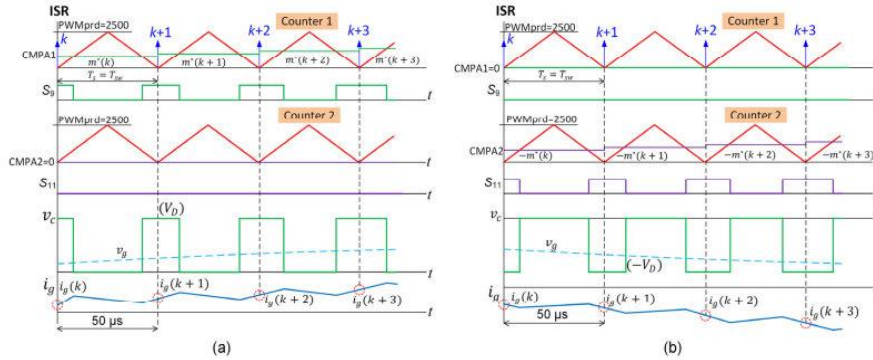 ISR
PWMprd=2500
k
k+1
Counter 1
k+2
k+3
CMPA1
m*(k)
m*(k+1)
m*(k+2)
m*(k+3)
Ts = Tsw
S9
t
PWMprd=2500
Counter 2
CMPA2=0
t
S11
t
vc
(VD)
vg
t
ig
ig(k)
ig(k+1)
ig(k+2)
ig(k+3)
t
50 µs
(a)
ISR
PWMprd=2500
k
k+1
Counter 1
k+2
k+3
CMPA1=0
t
Ts = Tsw
S9
t
PWMprd=2500
Counter 2
CMPA2
−m*(k)
−m*(k+1)
−m*(k+2)
−m*(k+3)
S11
t
vc
t
vg
(−VD)
ig(k)
ig(k+1)
ig(k+2)
ig(k+3)
t
50 µs
(b)